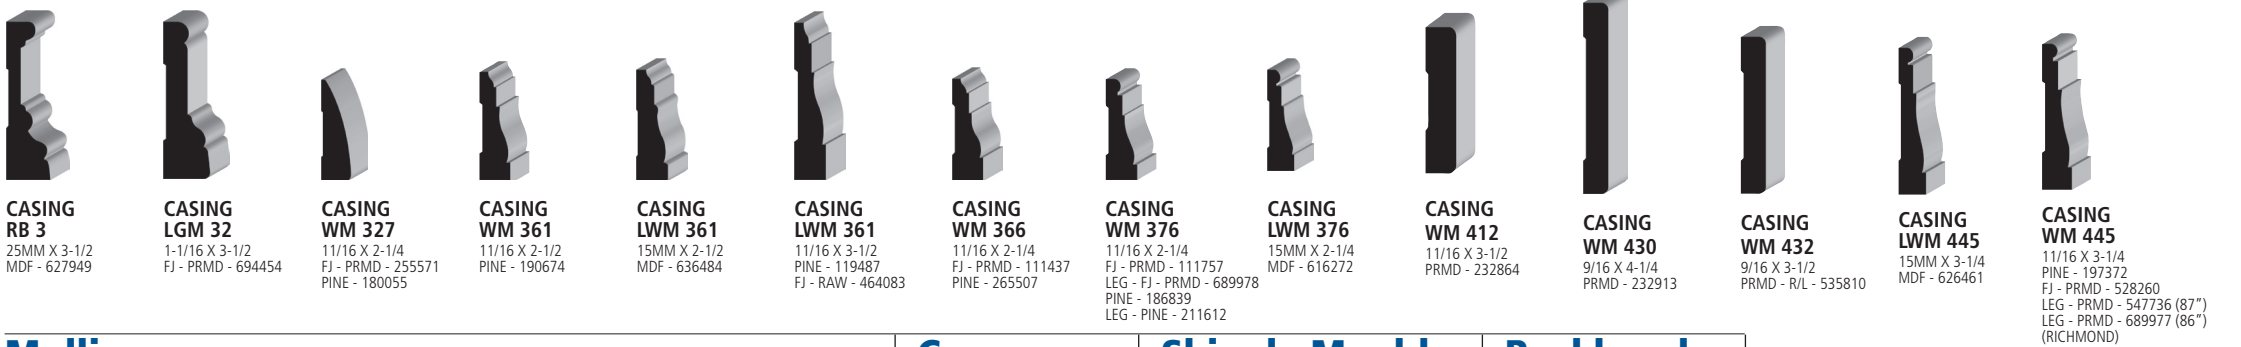 CASING
RB 3
25MM X 3-1/2
MDF - 627949
CASING
LGM 32
1-1/16 X 3-1/2
FJ - PRMD - 694454
CASING
WM 327
11/16 X 2-1/4
FJ - PRMD - 255571
PINE - 180055
CASING
WM 361
11/16 X 2-1/2
PINE - 190674
CASING
LWM 361
15MM X 2-1/2
MDF - 636484
CASING
LWM 361
11/16 X 3-1/2
PINE - 119487
FJ - RAW - 464083
CASING
WM 366
11/16 X 2-1/4
FJ - PRMD - 111437
PINE - 265507
CASING
WM 376
11/16 X 2-1/4
FJ - PRMD - 111757
LEG - FJ - PRMD - 689978
PINE - 186839
LEG - PINE - 211612
CASING
LWM 376
15MM X 2-1/4
MDF - 616272
CASING
WM 412
11/16 X 3-1/2
PRMD - 232864
CASING
WM 430
9/16 X 4-1/4
PRMD - 232913
CASING
WM 432
9/16 X 3-1/2
PRMD - R/L - 535810
CASING
LWM 445
15MM X 3-1/4
MDF - 626461
CASING
WM 445
11/16 X 3-1/4
PINE - 197372
FJ - PRMD - 528260
LEG - PRMD - 547736 (87”)
LEG - PRMD - 689977 (86”)
(RICHMOND)